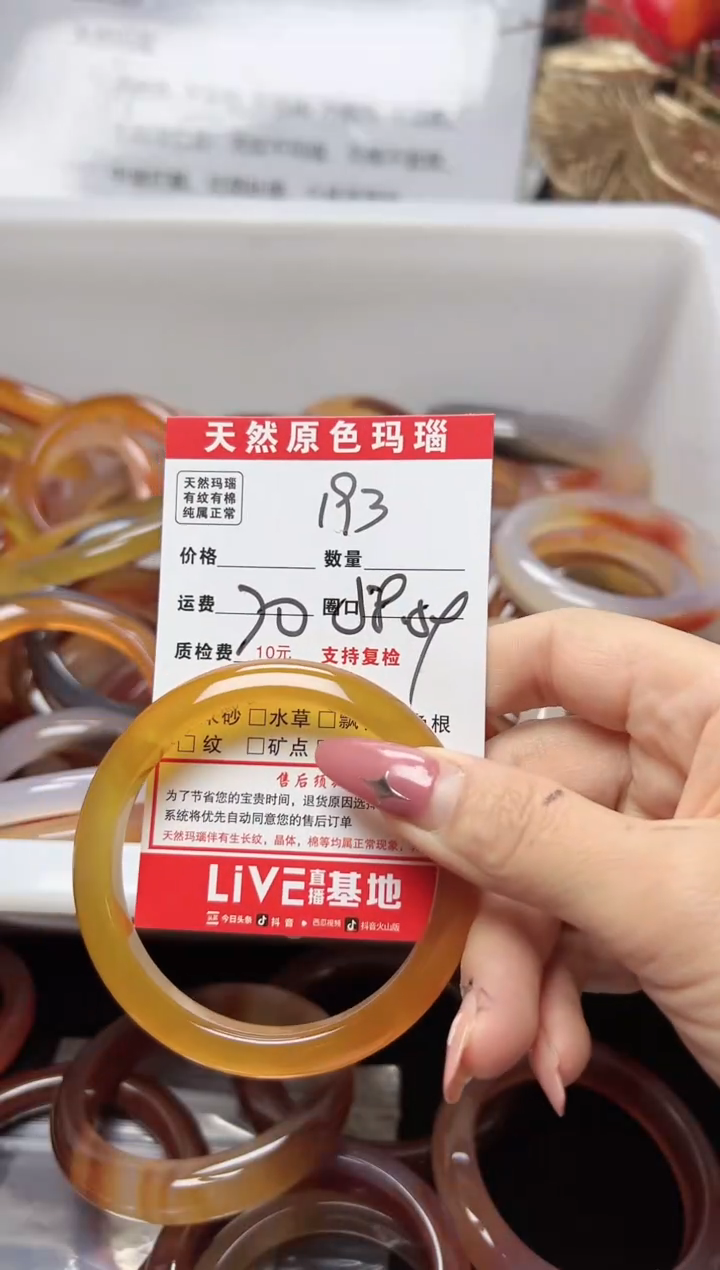 天然原色玛瑙
天然玛瑙
有纹有棉
纯属正常
193
价格 数量
运费 圈口
70
质检费 10元 支持复检
砂 □水草 □飘 根
□纹 □矿点
售后须
为了节省您的宝贵时间，退货原因选择
系统将优先自动同意您的售后订单
天然玛瑙伴有生长纹，晶体，棉等均属正常现象，
LiVE直播基地
今日头条 抖音 西瓜视频 抖音火山版